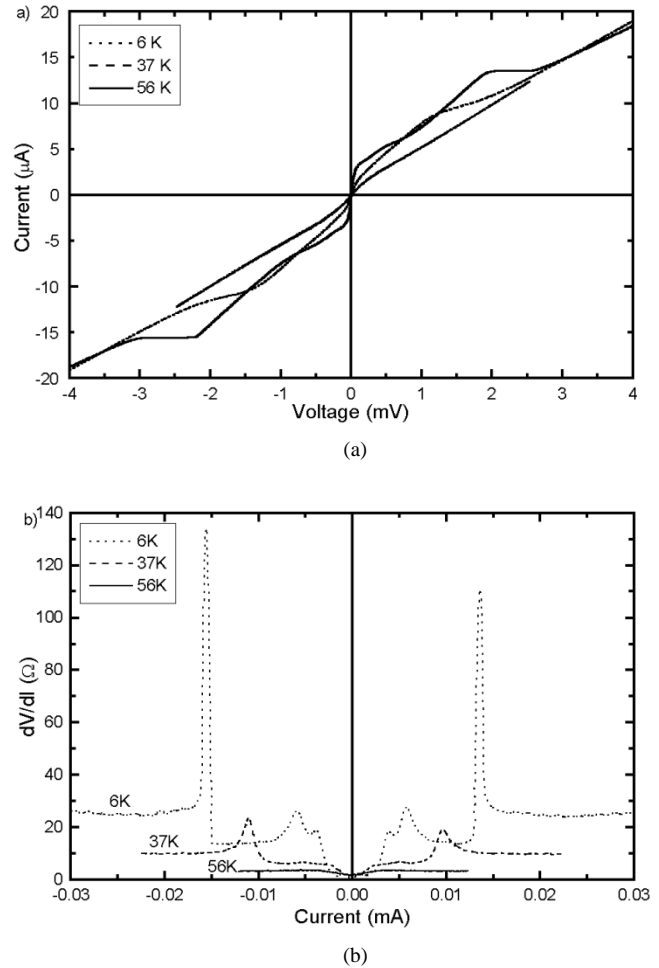 a)
20
15
10
5
0
-5
-10
-15
-20
Current (μA)
6 K
37 K
56 K
-4 -3 -2 -1 0 1 2 3 4
Voltage (mV)
(a)
b)
140
120
100
80
60
40
20
0
dV/dI (Ω)
6K
37K
56K
6K
37K
56K
-0.03 -0.02 -0.01 0.00 0.01 0.02 0.03
Current (mA)
(b)